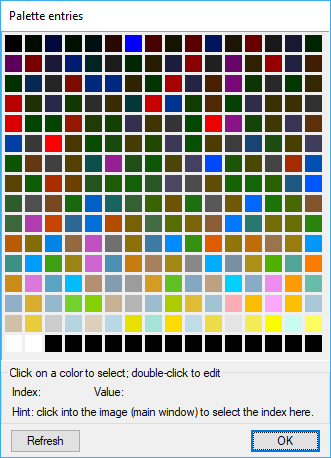 Palette entries
Click on a color to select; double-click to edit
Index: Value:
Hint: click into the image (main window) to select the index here.
Refresh OK